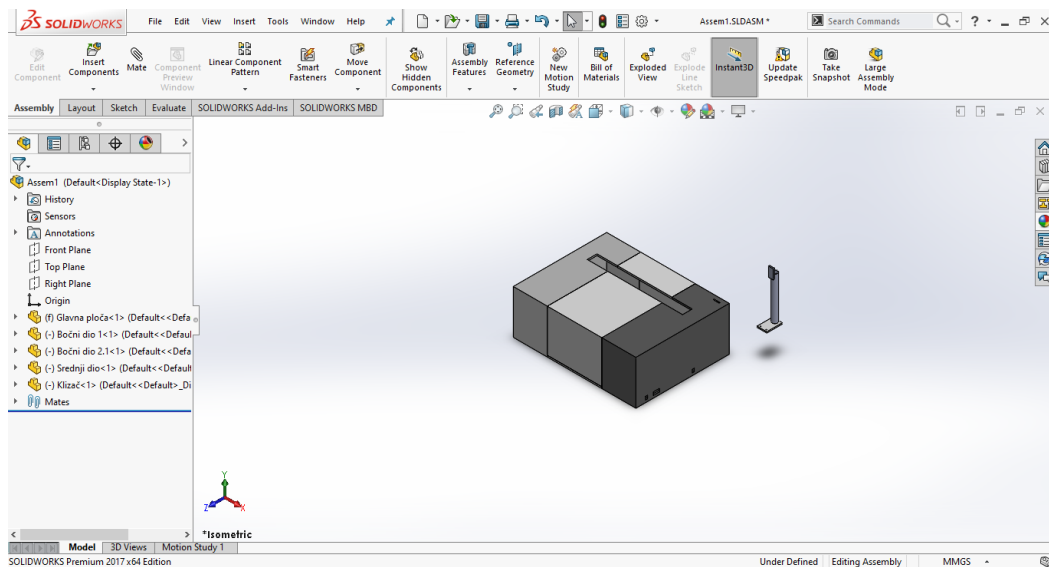 SOLIDWORKS File Edit View Insert Tools Window Help Assem1.SLDASM * Search Commands
Edit Component
Insert Components
Mate
Component Preview Window
Linear Component Pattern
Smart Fasteners
Move Component
Show Hidden Components
Assembly Features
Reference Geometry
New Motion Study
Bill of Materials
Exploded View
Explode Line Sketch
Instant3D
Update Speedpak
Take Snapshot
Large Assembly Mode
Assembly Layout Sketch Evaluate SOLIDWORKS Add-Ins SOLIDWORKS MBD
Assem1 (Default<Display State-1>)
History
Sensors
Annotations
Front Plane
Top Plane
Right Plane
Origin
(f) Glavna ploča<1> (Default<<Defa
(-) Bočni dio 1<1> (Default<<Defaul
(-) Bočni dio 2.1<1> (Default<<Defa
(-) Srednji dio<1> (Default<<Default
(-) Klizač<1> (Default<<Default>_Di
Mates
Y
Z X
*Isometric
Model 3D Views Motion Study 1
SOLIDWORKS Premium 2017 x64 Edition Under Defined Editing Assembly MMGS